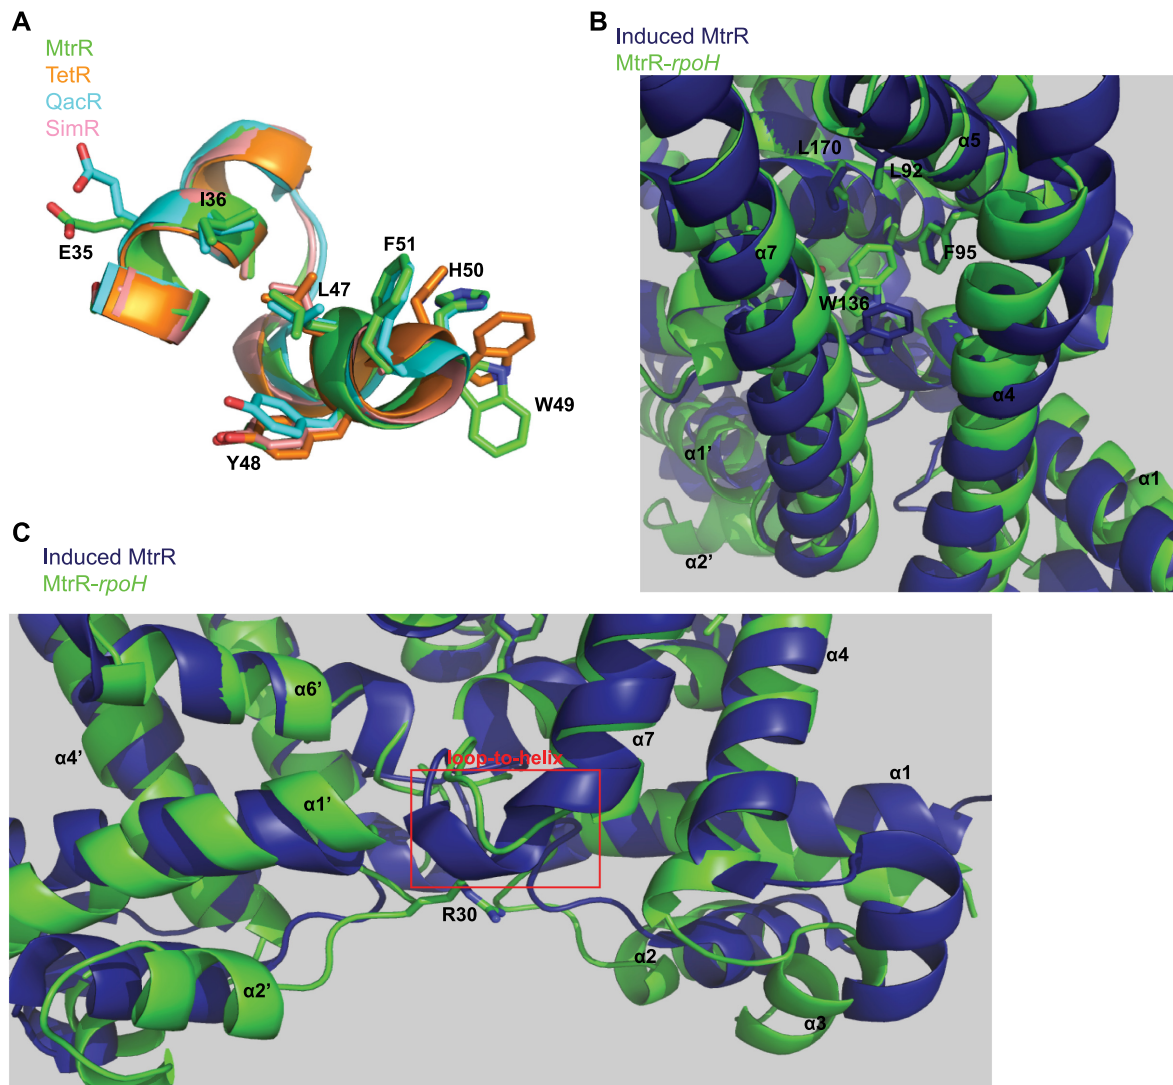 A
MtrR
TetR
QacR
SimR
I36
E35
F51
H50
L47
W49
Y48
B
Induced MtrR
MtrR-rpoH
L170
α5
L92
α7
F95
W136
α4
α1’
α1
α2’
C
Induced MtrR
MtrR-rpoH
α4
α6’
α7
α4’
loop-to-helix
α1
α1’
R30
α2
α2’
α3